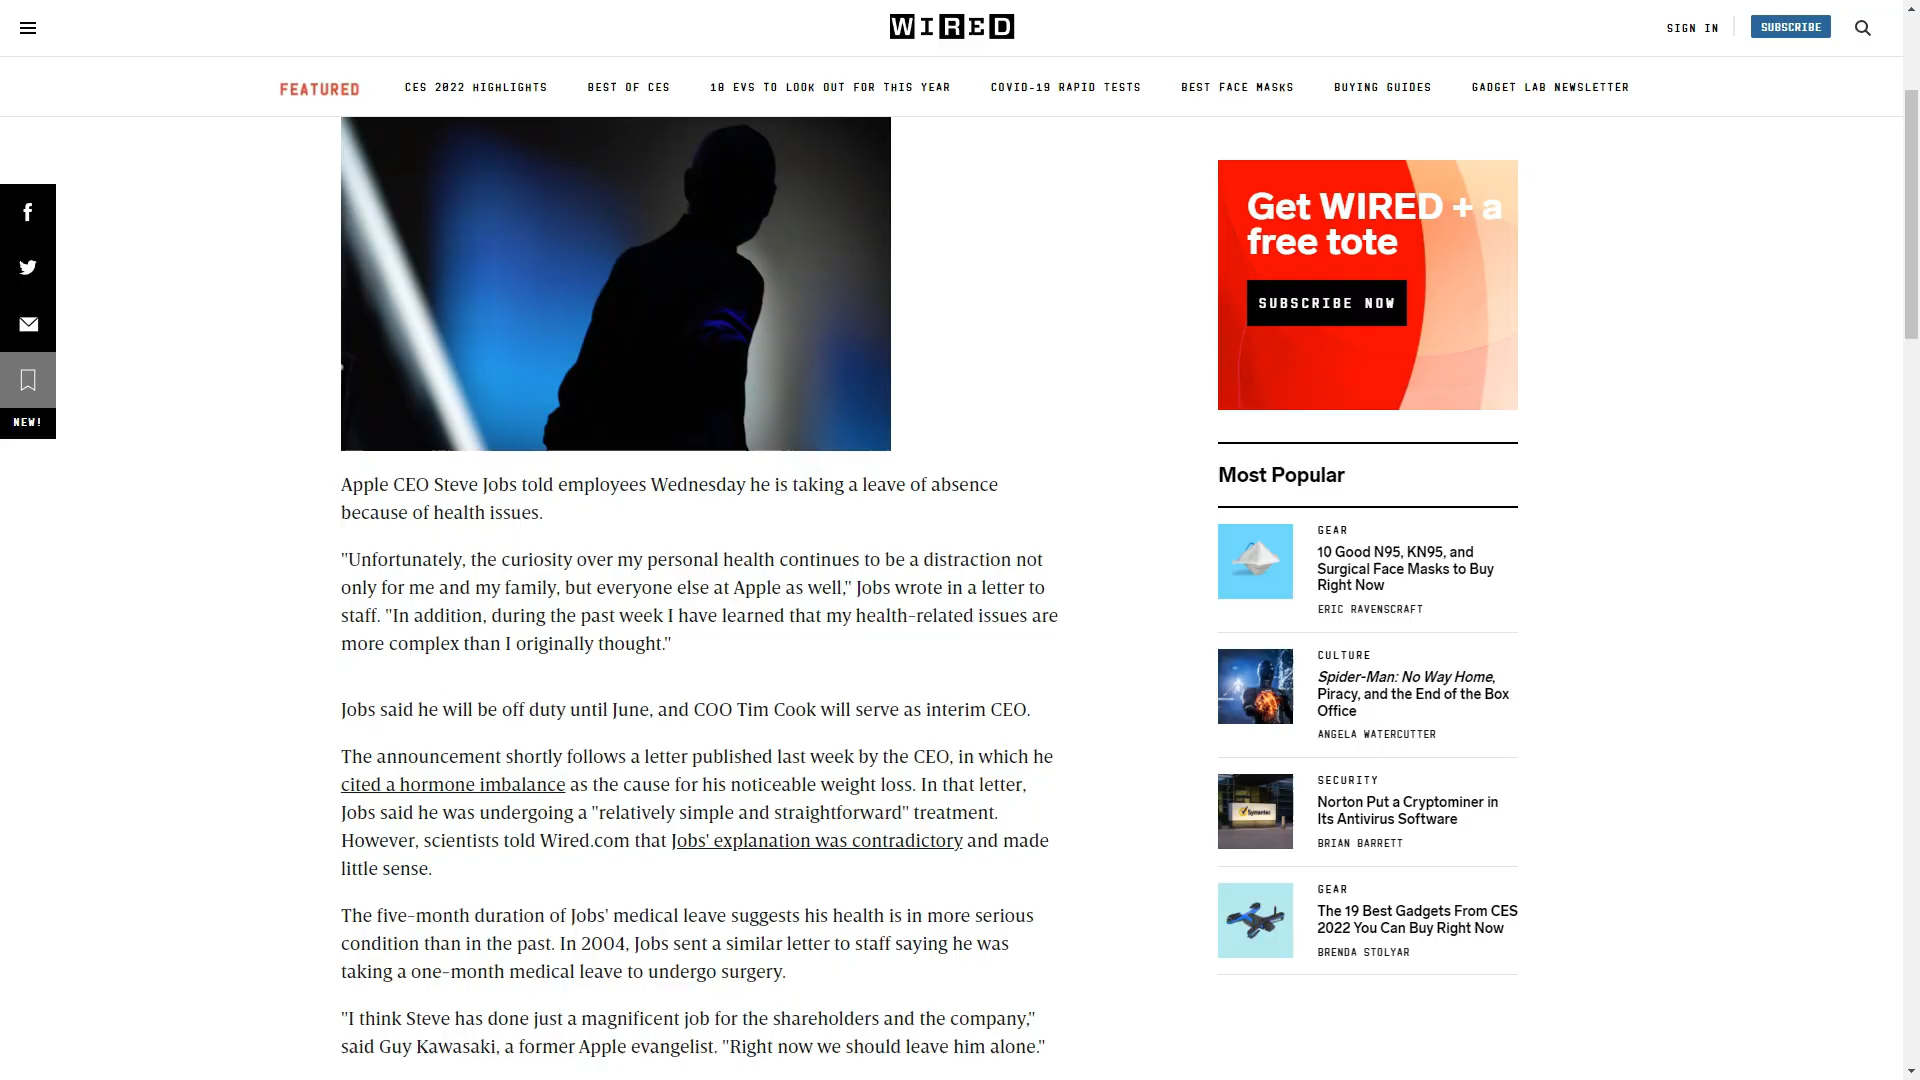 WIRED
SIGN IN
SUBSCRIBE
FEATURED
CES 2022 HIGHLIGHTS
BEST OF CES
18 EVS TO LOOK OUT FOR THIS YEAR
COVID-19 RAPID TESTS
BEST FACE MASKS
BUYING GUIDES
GADGET LAB NEWSLETTER
NEW!
Apple CEO Steve Jobs told employees Wednesday he is taking a leave of absence
because of health issues.
"Unfortunately, the curiosity over my personal health continues to be a distraction not
only for me and my family, but everyone else at Apple as well," Jobs wrote in a letter to
staff. "In addition, during the past week I have learned that my health-related issues are
more complex than I originally thought."
Jobs said he will be off duty until June, and COO Tim Cook will serve as interim CEO.
The announcement shortly follows a letter published last week by the CEO, in which he
cited a hormone imbalance as the cause for his noticeable weight loss. In that letter,
Jobs said he was undergoing a "relatively simple and straightforward" treatment.
However, scientists told Wired.com that Jobs' explanation was contradictory and made
little sense.
The five-month duration of Jobs' medical leave suggests his health is in more serious
condition than in the past. In 2004, Jobs sent a similar letter to staff saying he was
taking a one-month medical leave to undergo surgery.
"I think Steve has done just a magnificent job for the shareholders and the company,"
said Guy Kawasaki, a former Apple evangelist. "Right now we should leave him alone."
Get WIRED + a
free tote
SUBSCRIBE NOW
Most Popular
GEAR
10 Good N95, KN95, and
Surgical Face Masks to Buy
Right Now
ERIC RAVENSCRAFT
CULTURE
Spider-Man: No Way Home,
Piracy, and the End of the Box
Office
ANGELA WATERCUTTER
SECURITY
Norton Put a Cryptominer in
Its Antivirus Software
BRIAN BARRETT
Symantec
GEAR
The 19 Best Gadgets From CES
2022 You Can Buy Right Now
BRENDA STOLYAR